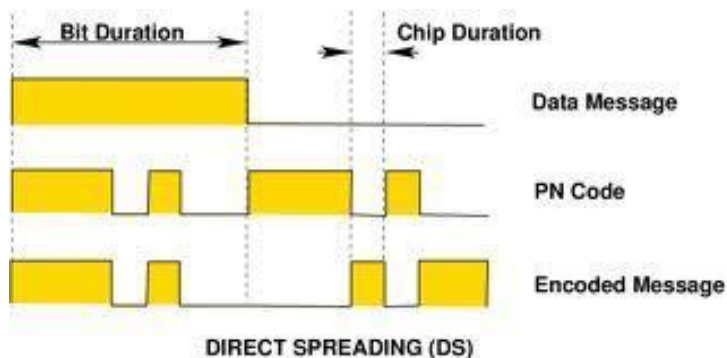 Bit Duration
Chip Duration
Data Message
PN Code
Encoded Message
DIRECT SPREADING (DS)